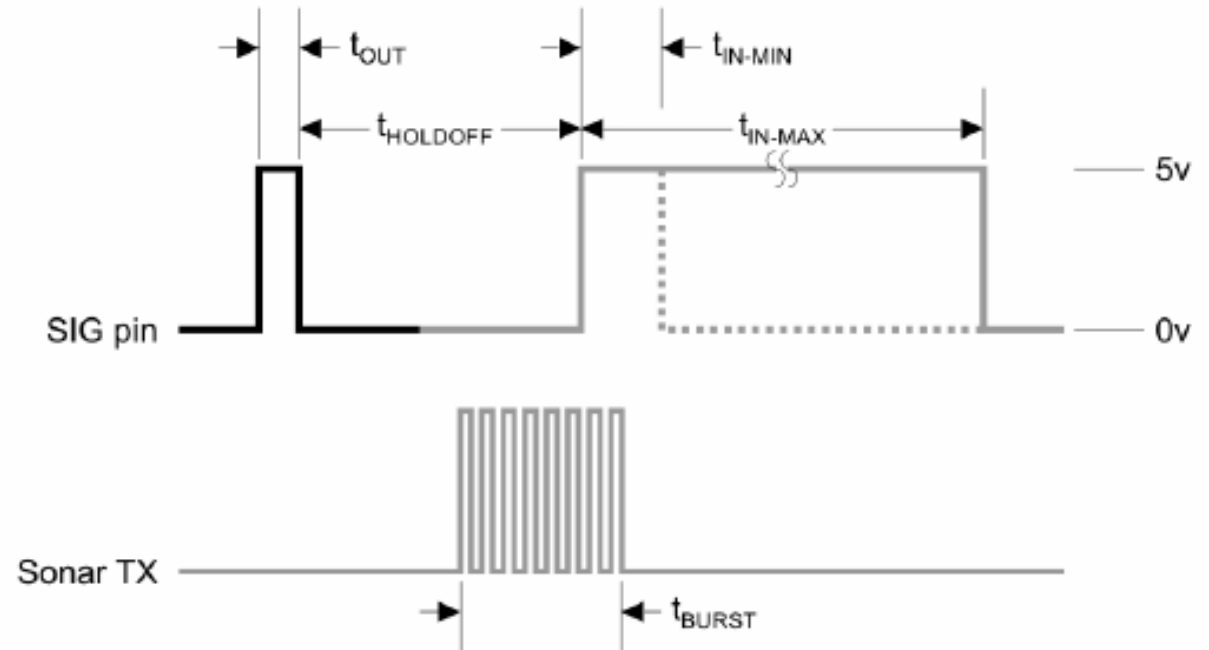 tOUT
tIN-MIN
tHOLDOFF
tIN-MAX
5v
SIG pin
0v
Sonar TX
tBURST